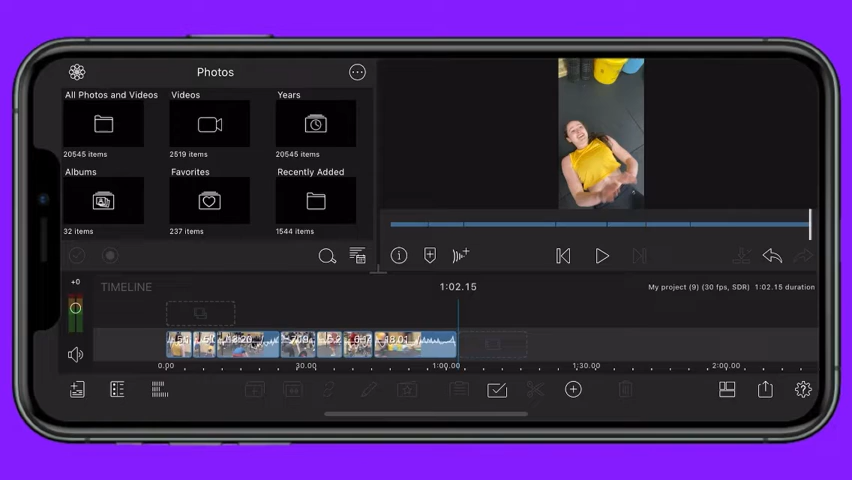 Photos
All Photos and Videos
Videos
Years
20545 items
2519 items
20545 items
Albums
Favorites
Recently Added
32 items
237 items
1544 items
+0
TIMELINE
1:02.15
My project (9) (30 fps, SDR) 1:02.15 duration
0.00
30.00
1:00.00
1:30.00
2:00.00